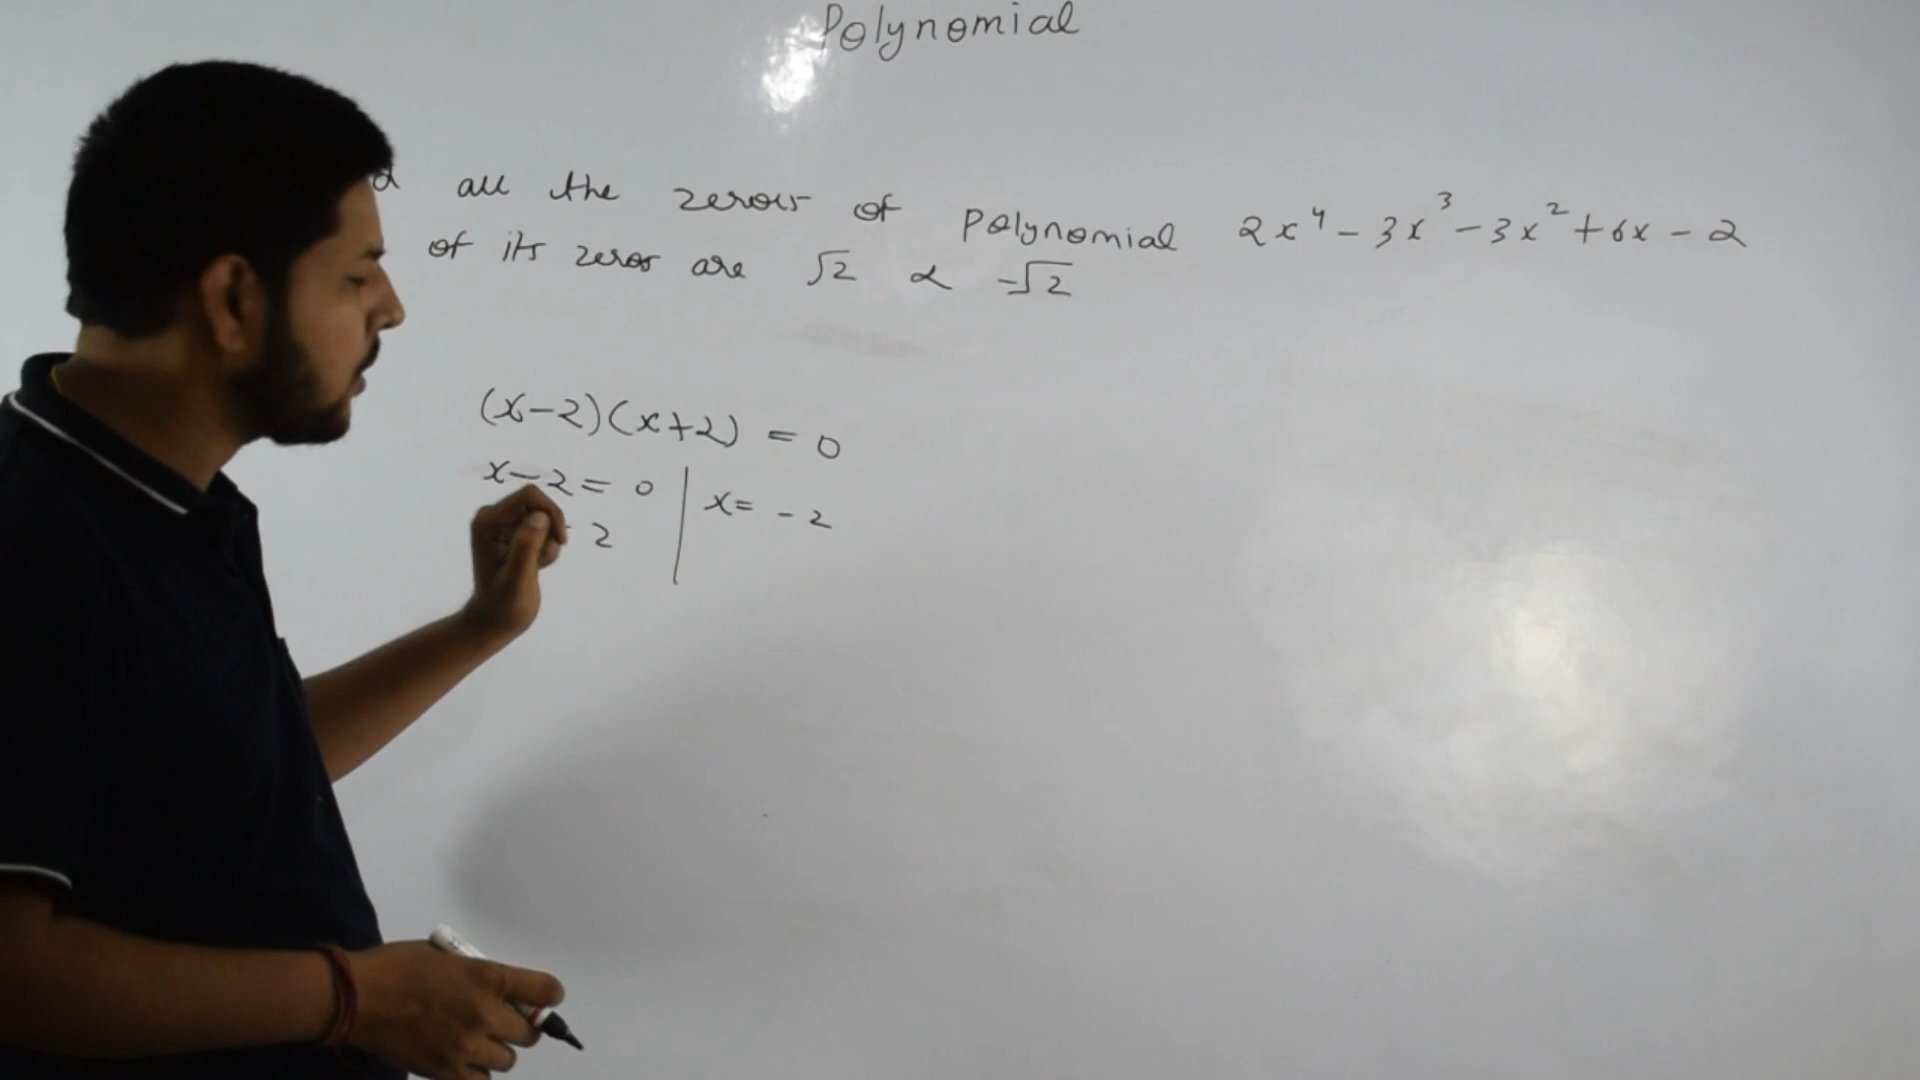 Polynomial
all the zeroes of Polynomial 2x⁴ - 3x³ - 3x² + 6x - 2
of its zeros are √2 & -√2
(x-2)(x+2) = 0
x-2 = 0 | x = -2
2